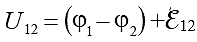 U₁₂ = (φ₁ − φ₂) + ℰ₁₂